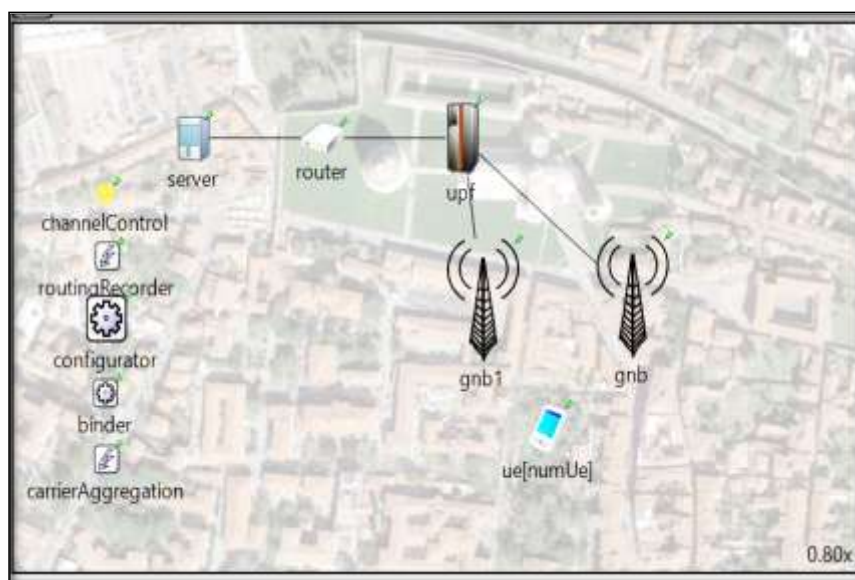 server
router
upf
channelControl
routingRecorder
configurator
gnb1
gnb
binder
ue[numUe]
carrierAggregation
0.80x